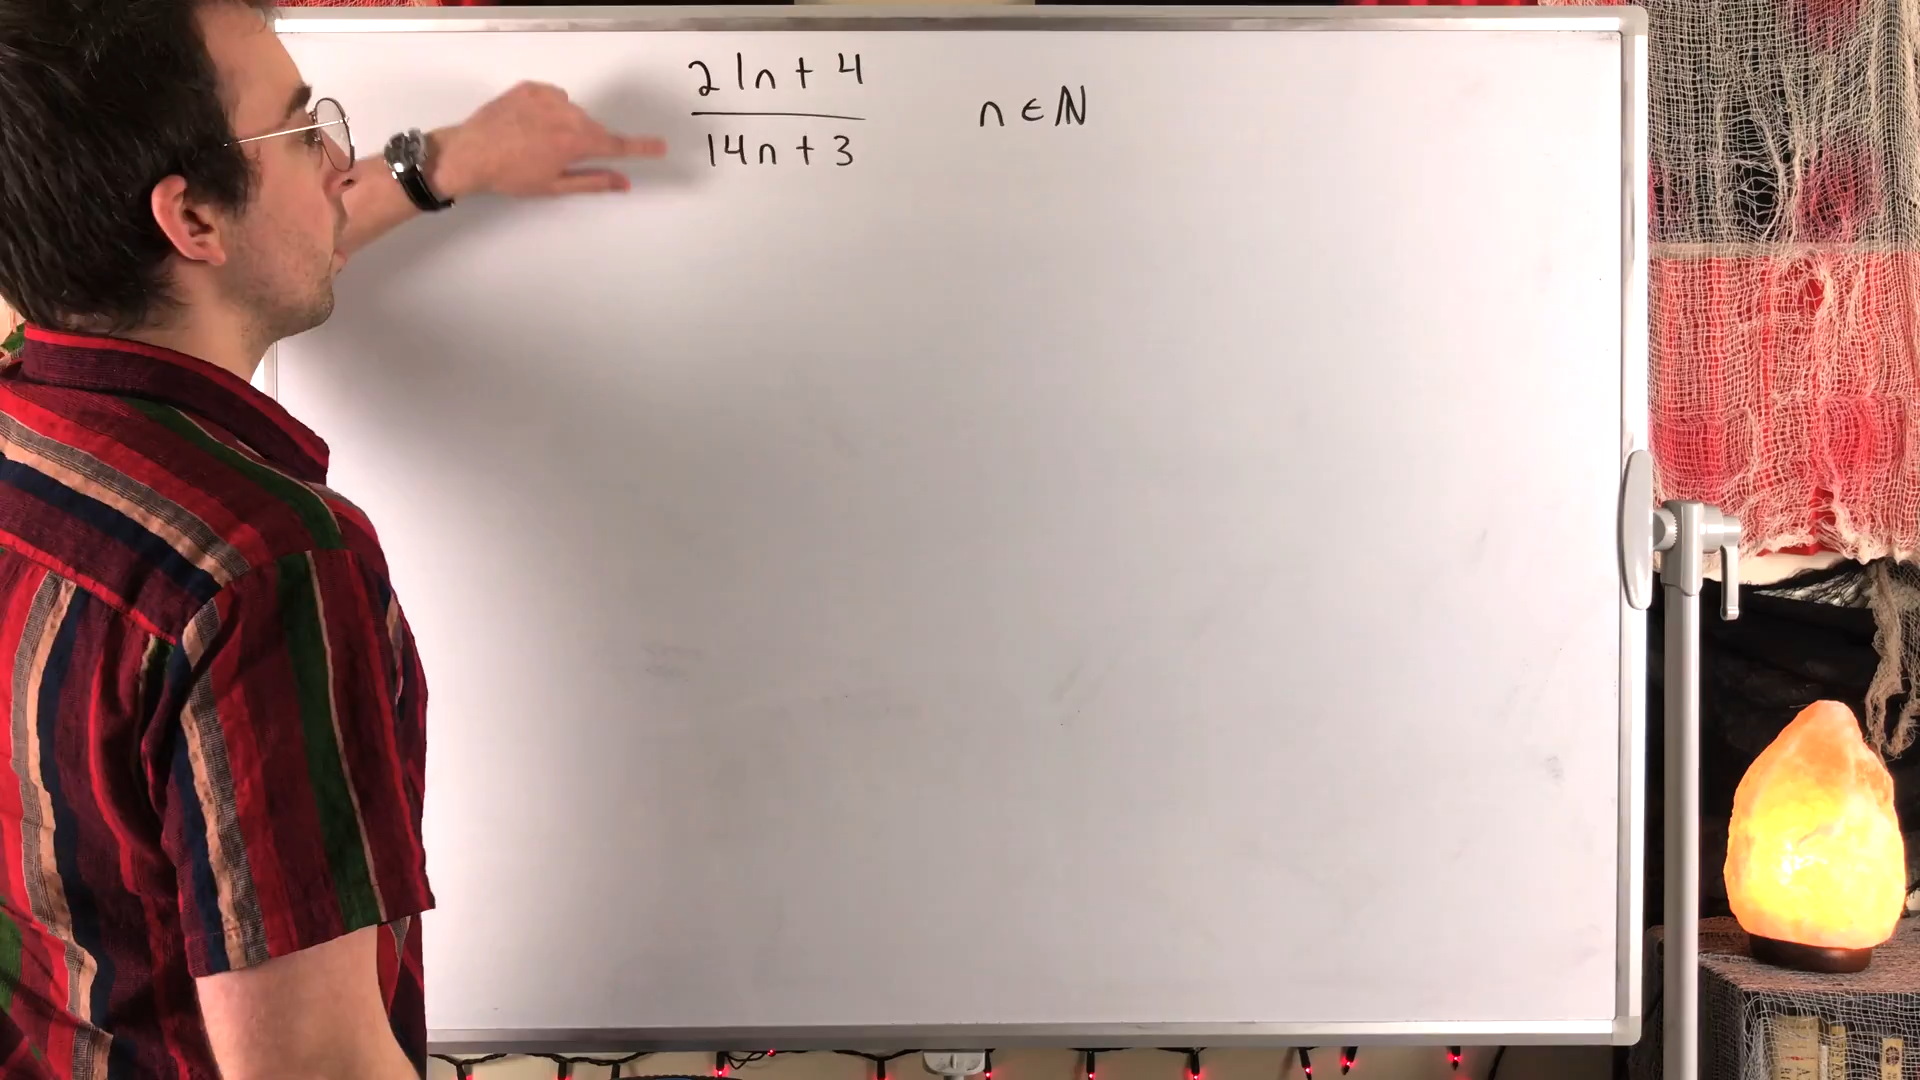 21n + 4
14n + 3
n ∈ ℕ